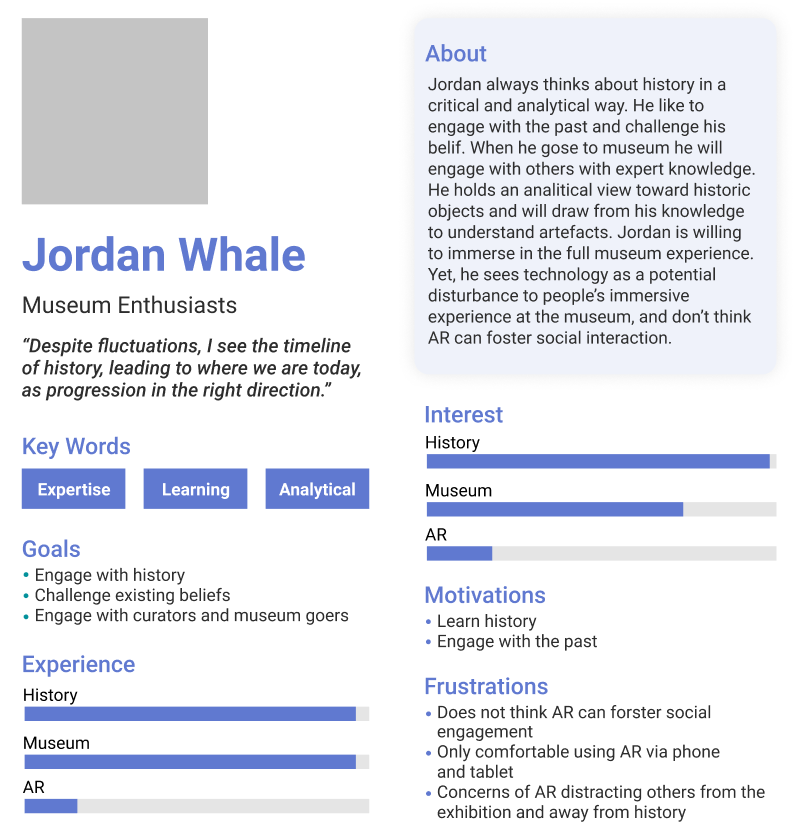 Jordan Whale
Museum Enthusiasts
“Despite fluctuations, I see the timeline
of history, leading to where we are today,
as progression in the right direction.”
Key Words
Expertise
Learning
Analytical
Goals
• Engage with history
• Challenge existing beliefs
• Engage with curators and museum goers
Experience
History
Museum
AR
About
Jordan always thinks about history in a
critical and analytical way. He like to
engage with the past and challenge his
belif. When he gose to museum he will
engage with others with expert knowledge.
He holds an analitical view toward historic
objects and will draw from his knowledge
to understand artefacts. Jordan is willing
to immerse in the full museum experience.
Yet, he sees technology as a potential
disturbance to people’s immersive
experience at the museum, and don’t think
AR can foster social interaction.
Interest
History
Museum
AR
Motivations
• Learn history
• Engage with the past
Frustrations
• Does not think AR can forster social
engagement
• Only comfortable using AR via phone
and tablet
• Concerns of AR distracting others from the
exhibition and away from history